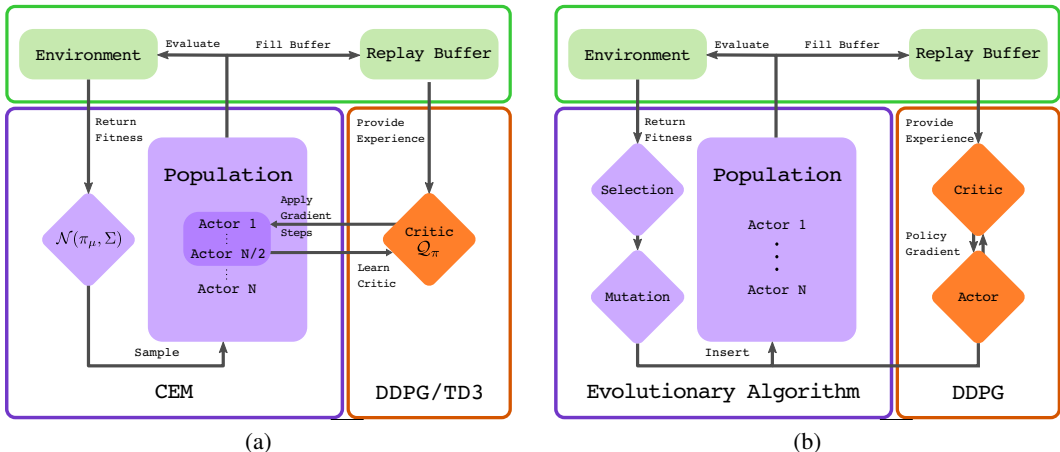 Environment
Evaluate
Fill Buffer
Replay Buffer
Return
Fitness
Provide
Experience
Population
𝒩(π_μ, Σ)
Actor 1
⋮
Actor N/2
⋮
Actor N
Apply
Gradient
Steps
Critic
𝒬_π
Learn
Critic
Sample
CEM
DDPG/TD3
(a)
Environment
Evaluate
Fill Buffer
Replay Buffer
Return
Fitness
Provide
Experience
Selection
Population
Critic
Actor 1
Policy
Gradient
Mutation
Actor N
Actor
Insert
Evolutionary Algorithm
DDPG
(b)